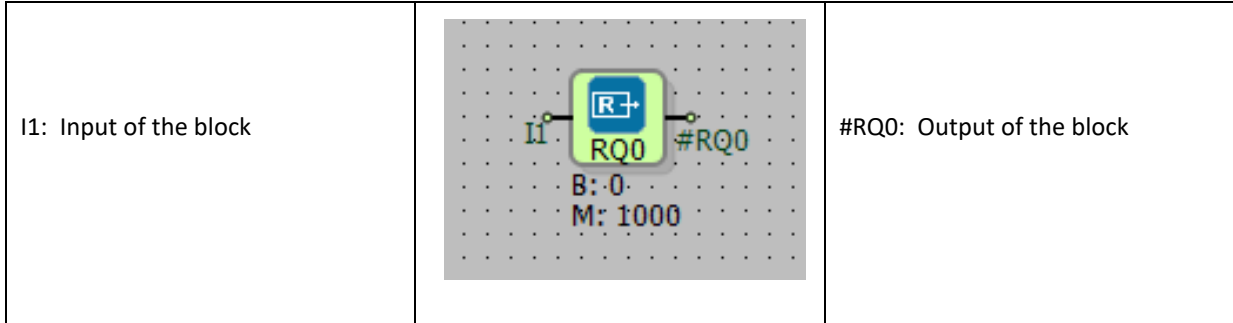 I1:  Input of the block
R
I1
RQ0
#RQ0
B: 0
M: 1000
#RQ0:  Output of the block